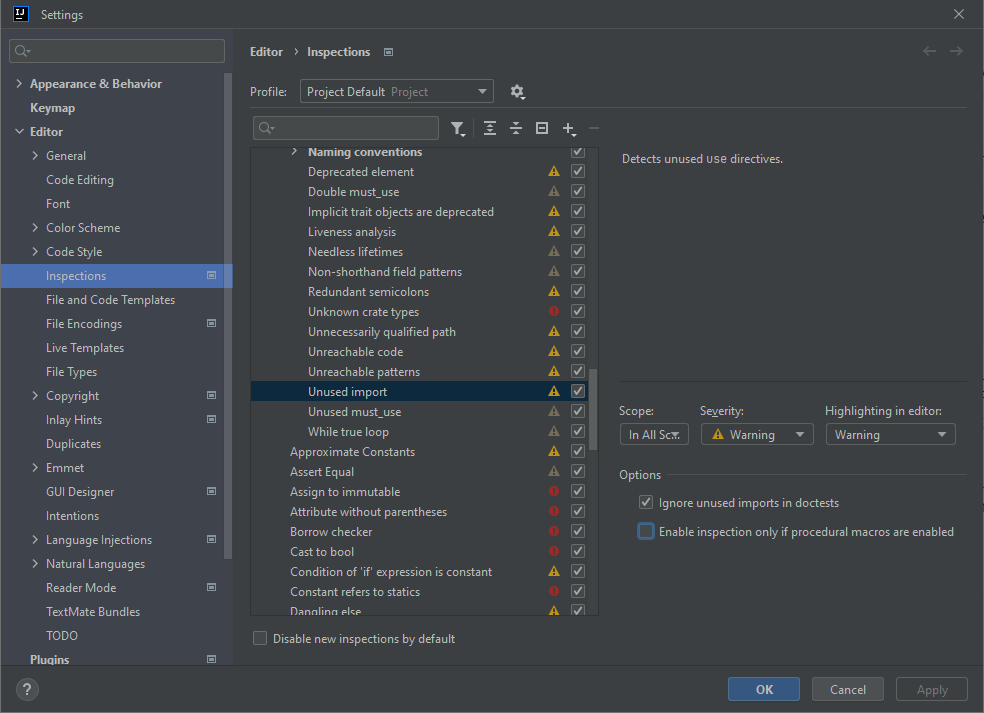 IJ Settings
Editor › Inspections
Appearance & Behavior
Keymap
Editor
General
Code Editing
Font
Color Scheme
Code Style
Inspections
File and Code Templates
File Encodings
Live Templates
File Types
Copyright
Inlay Hints
Duplicates
Emmet
GUI Designer
Intentions
Language Injections
Natural Languages
Reader Mode
TextMate Bundles
TODO
Plugins
Profile: Project Default Project
Naming conventions
Deprecated element
Double must_use
Implicit trait objects are deprecated
Liveness analysis
Needless lifetimes
Non-shorthand field patterns
Redundant semicolons
Unknown crate types
Unnecessarily qualified path
Unreachable code
Unreachable patterns
Unused import
Unused must_use
While true loop
Approximate Constants
Assert Equal
Assign to immutable
Attribute without parentheses
Borrow checker
Cast to bool
Condition of 'if' expression is constant
Constant refers to statics
Dangling else
Disable new inspections by default
Detects unused use directives.
Scope: Severity: Highlighting in editor:
In All Sc... Warning Warning
Options
Ignore unused imports in doctests
Enable inspection only if procedural macros are enabled
? OK Cancel Apply